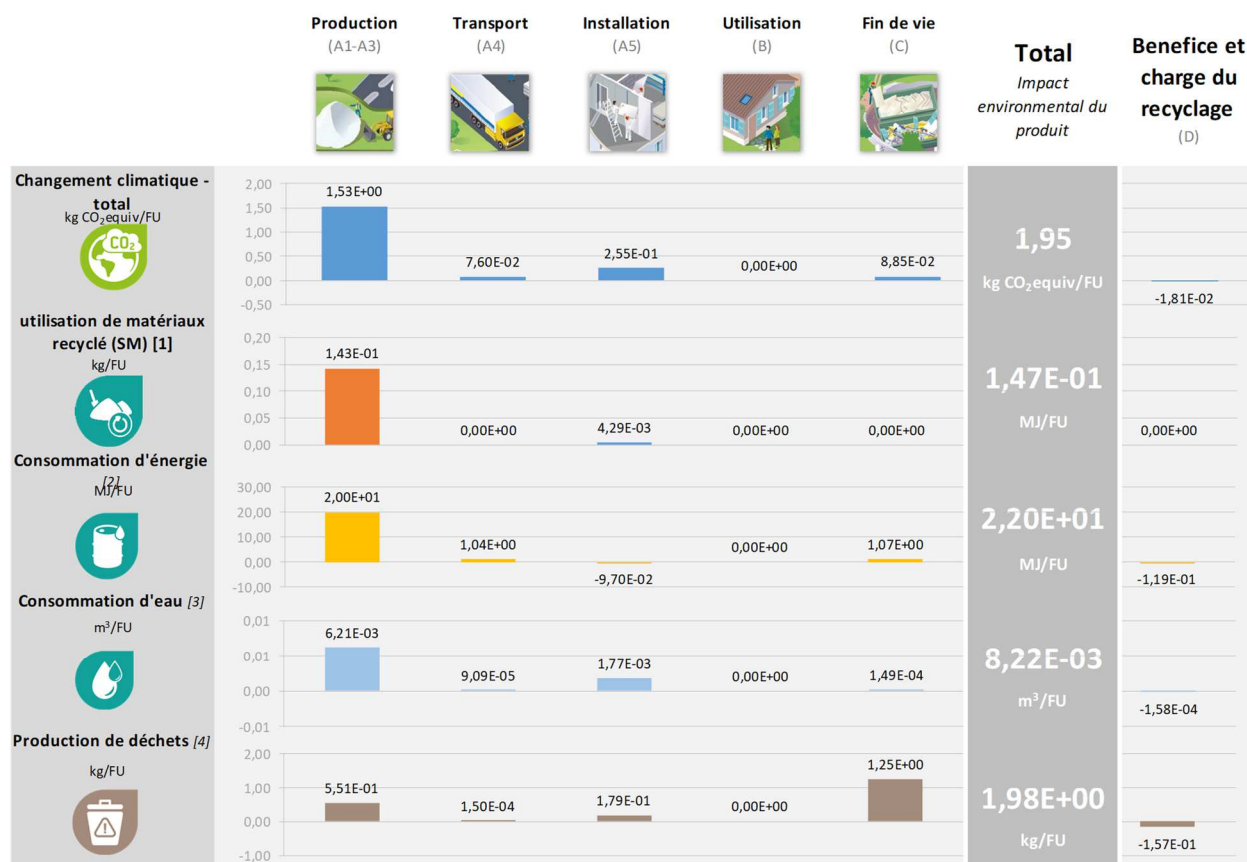 Production
(A1-A3)
Transport
(A4)
Installation
(A5)
Utilisation
(B)
Fin de vie
(C)
Total
Impact
environmental du
produit
Benefice et
charge du
recyclage
(D)
Changement climatique -
total
kg CO₂equiv/FU
CO₂
2,00
1,50
1,00
0,50
0,00
-0,50
1,53E+00
7,60E-02
2,55E-01
0,00E+00
8,85E-02
1,95
kg CO₂equiv/FU
-1,81E-02
utilisation de matériaux
recyclé (SM) [1]
kg/FU
0,20
0,15
0,10
0,05
0,00
1,43E-01
0,00E+00
4,29E-03
0,00E+00
0,00E+00
1,47E-01
MJ/FU
0,00E+00
Consommation d'énergie
[2]
MJ/FU
30,00
20,00
10,00
0,00
-10,00
2,00E+01
1,04E+00
-9,70E-02
0,00E+00
1,07E+00
2,20E+01
MJ/FU
-1,19E-01
Consommation d'eau [3]
m³/FU
0,01
0,01
0,00
-0,01
6,21E-03
9,09E-05
1,77E-03
0,00E+00
1,49E-04
8,22E-03
m³/FU
-1,58E-04
Production de déchets [4]
kg/FU
2,00
1,00
0,00
-1,00
5,51E-01
1,50E-04
1,79E-01
0,00E+00
1,25E+00
1,98E+00
kg/FU
-1,57E-01